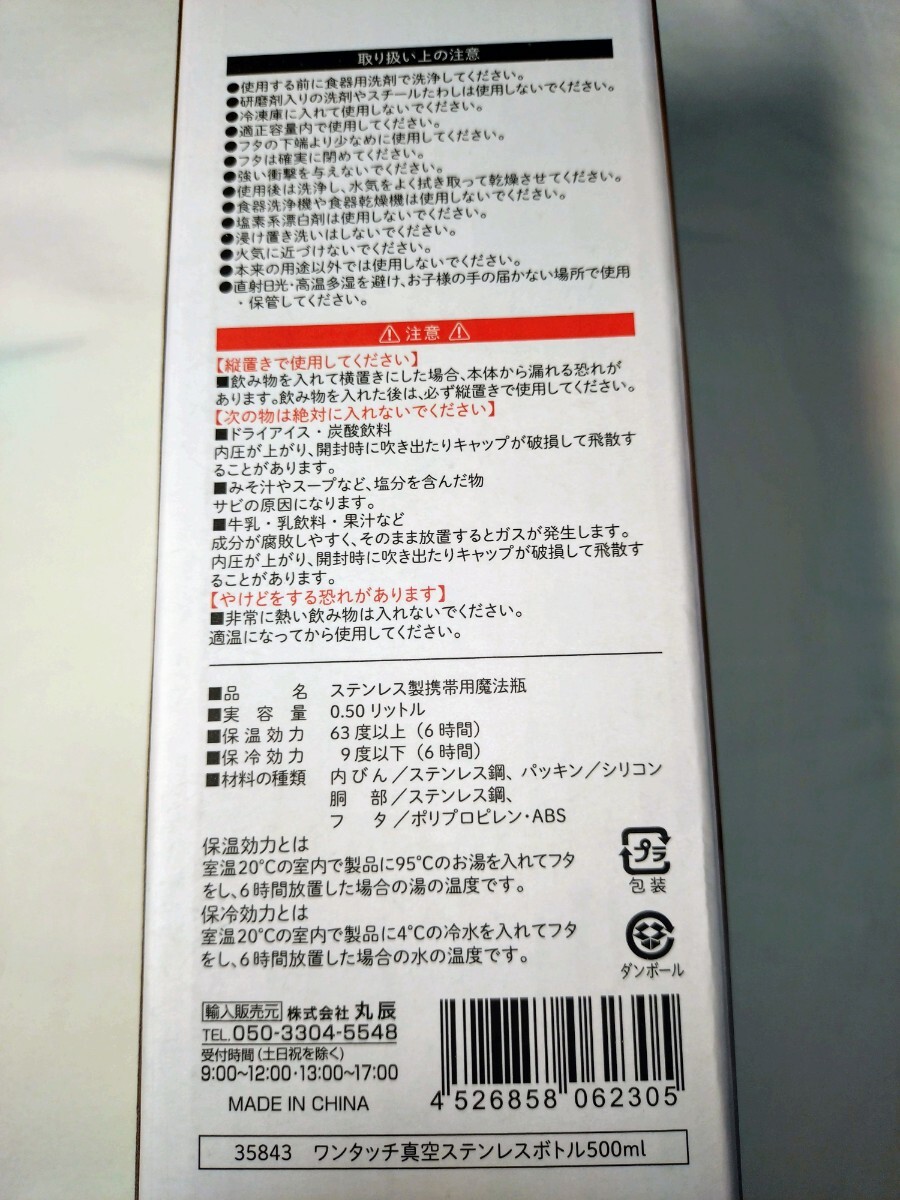 取り扱い上の注意
●使用する前に食器用洗剤で洗浄してください。
●研磨剤入りの洗剤やスチールたわしは使用しないでください。
●冷凍庫に入れて使用しないでください。
●適正容量内で使用してください。
●フタの下端より少なめに使用してください。
●フタは確実に閉めてください。
●強い衝撃を与えないでください。
●使用後は洗浄し、水気をよく拭き取って乾燥させてください。
●食器洗浄機や食器乾燥機は使用しないでください。
●塩素系漂白剤は使用しないでください。
●浸け置き洗いはしないでください。
●火気に近づけないでください。
●本来の用途以外では使用しないでください。
●直射日光・高温多湿を避け、お子様の手の届かない場所で使用
・保管してください。
⚠ 注意 ⚠
【縦置きで使用してください】
■飲み物を入れて横置きにした場合、本体から漏れる恐れが
あります。飲み物を入れた後は、必ず縦置きで使用してください。
【次の物は絶対に入れないでください】
■ドライアイス・炭酸飲料
内圧が上がり、開封時に吹き出たりキャップが破損して飛散す
ることがあります。
■みそ汁やスープなど、塩分を含んだ物
サビの原因になります。
■牛乳・乳飲料・果汁など
成分が腐敗しやすく、そのまま放置するとガスが発生します。
内圧が上がり、開封時に吹き出たりキャップが破損して飛散す
ることがあります。
【やけどをする恐れがあります】
■非常に熱い飲み物は入れないでください。
適温になってから使用してください。
■品名 ステンレス製携帯用魔法瓶
■実容量 0.50リットル
■保温効力 63度以上（6時間）
■保冷効力 9度以下（6時間）
■材料の種類 内びん／ステンレス鋼、パッキン／シリコン
胴部／ステンレス鋼、
フタ／ポリプロピレン・ABS
保温効力とは
室温20℃の室内で製品に95℃のお湯を入れてフタ
をし、6時間放置した場合の湯の温度です。
保冷効力とは
室温20℃の室内で製品に4℃の冷水を入れてフタ
をし、6時間放置した場合の水の温度です。
プラ
包装
ダンボール
輸入販売元 株式会社 丸辰
TEL.050-3304-5548
受付時間（土日祝を除く）
9:00~12:00・13:00~17:00
MADE IN CHINA
4 526858 062305
35843 ワンタッチ真空ステンレスボトル500ml